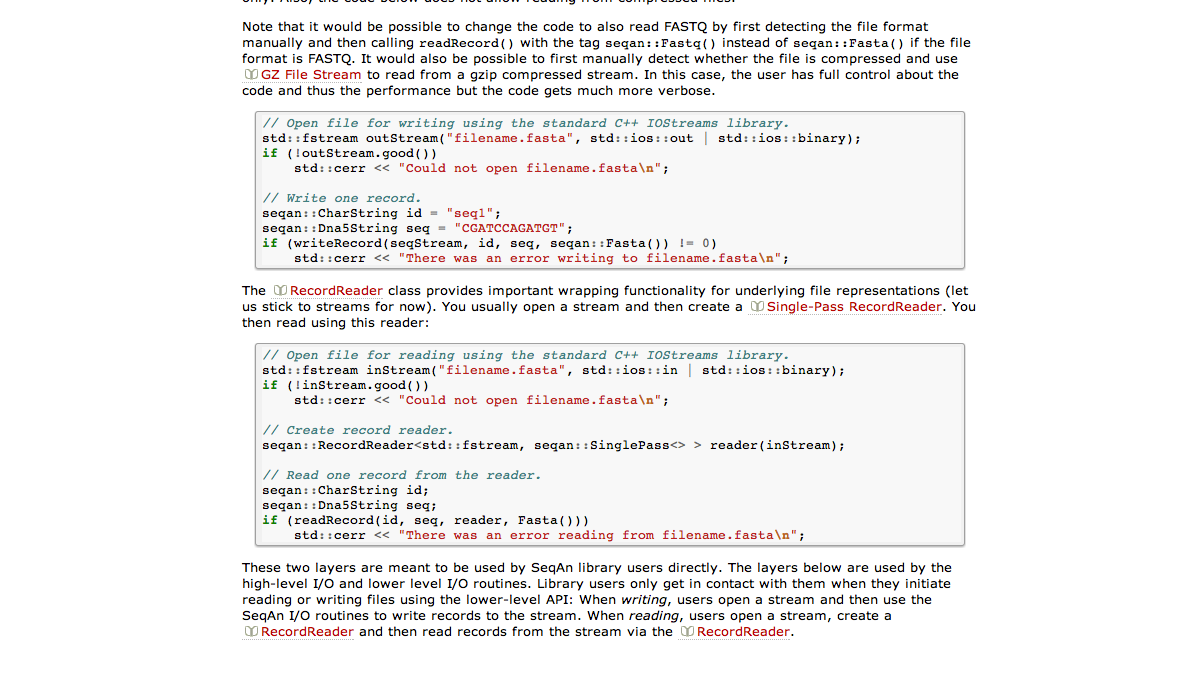 only. Also, the code below does not allow reading from compressed files.
Note that it would be possible to change the code to also read FASTQ by first detecting the file format
manually and then calling readRecord() with the tag seqan::Fastq() instead of seqan::Fasta() if the file
format is FASTQ. It would also be possible to first manually detect whether the file is compressed and use
GZ File Stream to read from a gzip compressed stream. In this case, the user has full control about the
code and thus the performance but the code gets much more verbose.
// Open file for writing using the standard C++ IOStreams library.
std::fstream outStream("filename.fasta", std::ios::out | std::ios::binary);
if (!outStream.good())
    std::cerr << "Could not open filename.fasta\n";
// Write one record.
seqan::CharString id = "seq1";
seqan::Dna5String seq = "CGATCCAGATGT";
if (writeRecord(seqStream, id, seq, seqan::Fasta()) != 0)
    std::cerr << "There was an error writing to filename.fasta\n";
The RecordReader class provides important wrapping functionality for underlying file representations (let
us stick to streams for now). You usually open a stream and then create a Single-Pass RecordReader. You
then read using this reader:
// Open file for reading using the standard C++ IOStreams library.
std::fstream inStream("filename.fasta", std::ios::in | std::ios::binary);
if (!inStream.good())
    std::cerr << "Could not open filename.fasta\n";
// Create record reader.
seqan::RecordReader<std::fstream, seqan::SinglePass<> > reader(inStream);
// Read one record from the reader.
seqan::CharString id;
seqan::Dna5String seq;
if (readRecord(id, seq, reader, Fasta()))
    std::cerr << "There was an error reading from filename.fasta\n";
These two layers are meant to be used by SeqAn library users directly. The layers below are used by the
high-level I/O and lower level I/O routines. Library users only get in contact with them when they initiate
reading or writing files using the lower-level API: When writing, users open a stream and then use the
SeqAn I/O routines to write records to the stream. When reading, users open a stream, create a
RecordReader and then read records from the stream via the RecordReader.